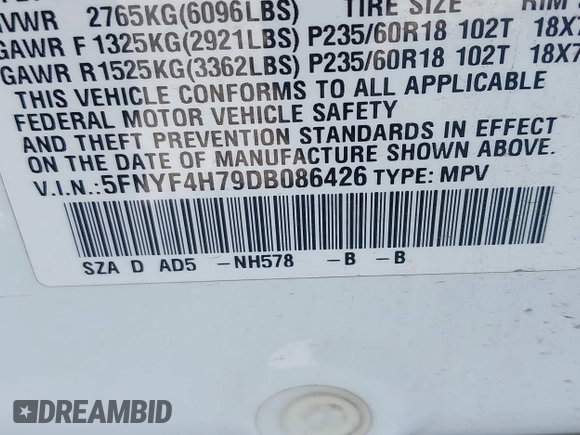 GVWR 2765KG(6096LBS) TIRE SIZE RIM
GAWR F 1325KG(2921LBS) P235/60R18 102T 18X7
GAWR R1525KG(3362LBS) P235/60R18 102T 18X7
THIS VEHICLE CONFORMS TO ALL APPLICABLE
FEDERAL MOTOR VEHICLE SAFETY
AND THEFT PREVENTION STANDARDS IN EFFECT
ON THE DATE OF MANUFACTURE SHOWN ABOVE.
V.I.N.:5FNYF4H79DB086426 TYPE: MPV
SZA D AD5 -NH578 -B -B
DREAMBID